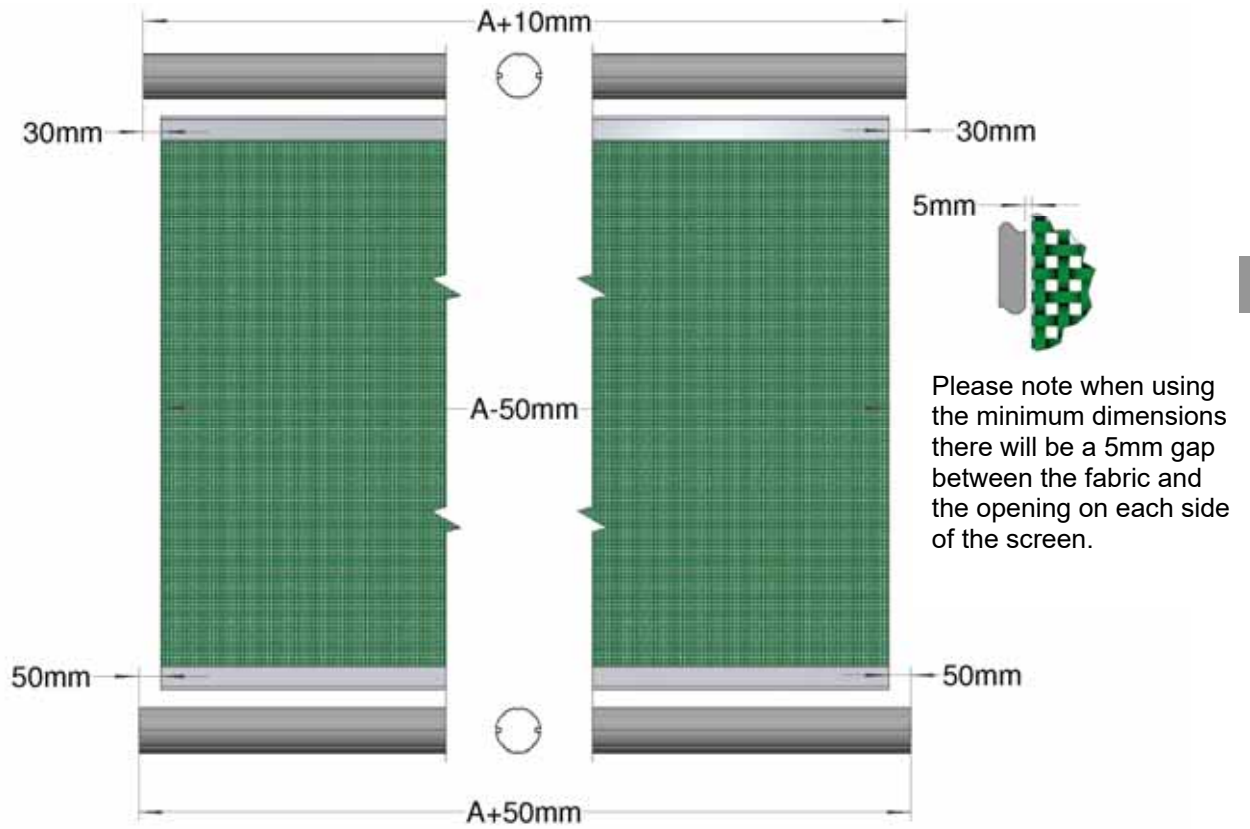 A+10mm
30mm
30mm
5mm
A-50mm
Please note when using
the minimum dimensions
there will be a 5mm gap
between the fabric and
the opening on each side
of the screen.
50mm
50mm
A+50mm